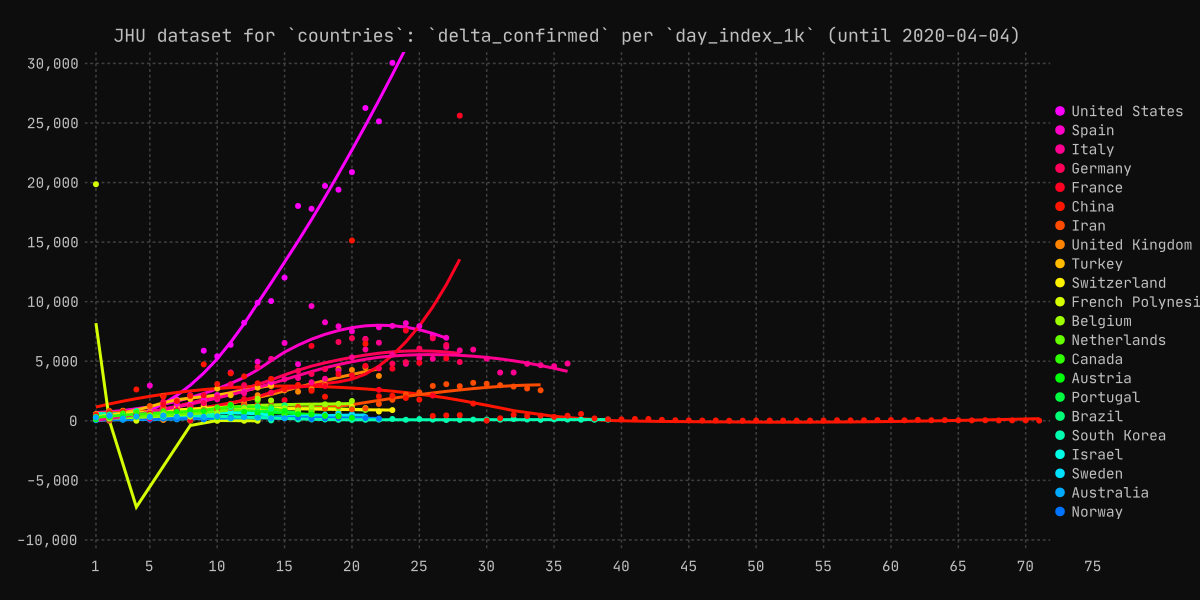 JHU dataset for `countries`: `delta_confirmed` per `day_index_1k` (until 2020-04-04)
30,000
25,000
20,000
15,000
10,000
5,000
0
-5,000
-10,000
1 5 10 15 20 25 30 35 40 45 50 55 60 65 70 75
United States
Spain
Italy
Germany
France
China
Iran
United Kingdom
Turkey
Switzerland
French Polynesi
Belgium
Netherlands
Canada
Austria
Portugal
Brazil
South Korea
Israel
Sweden
Australia
Norway